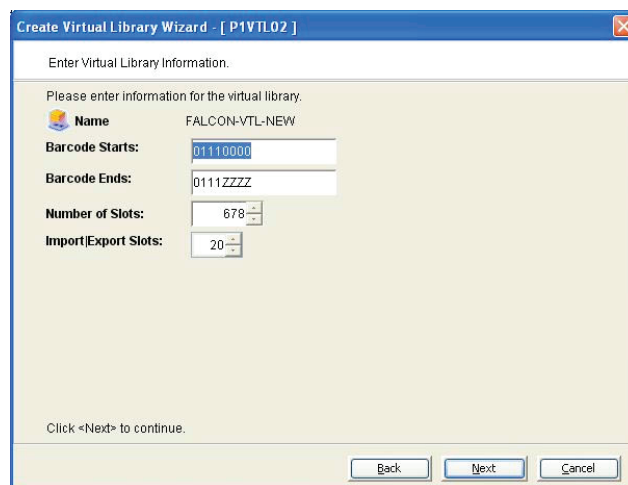 Create Virtual Library Wizard - [ P1VTL02 ]
Enter Virtual Library Information.
Please enter information for the virtual library.
Name FALCON-VTL-NEW
Barcode Starts: 01110000
Barcode Ends: 0111ZZZZ
Number of Slots: 678
Import|Export Slots: 20
Click <Next> to continue.
Back Next Cancel